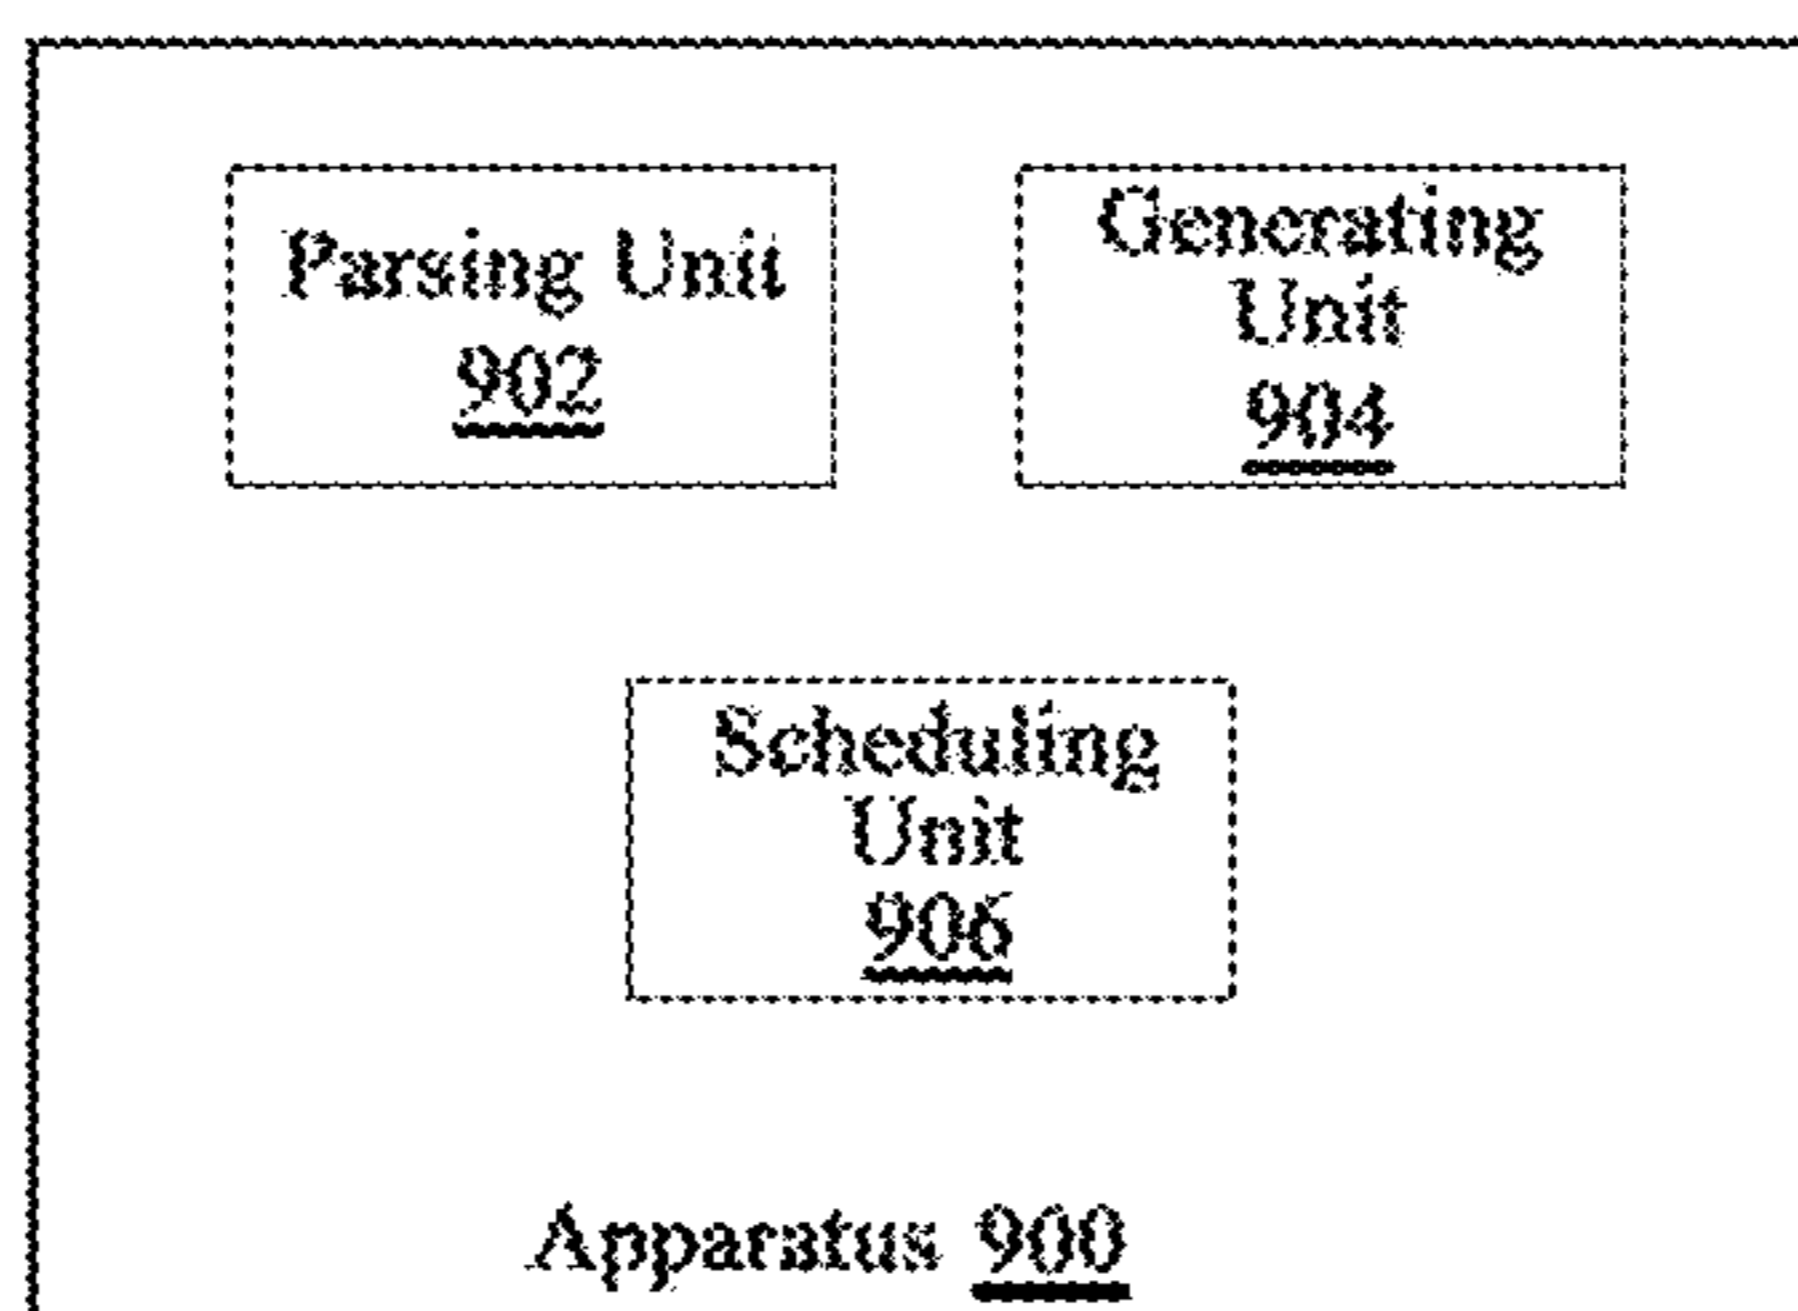 Parsing Unit
902
Generating
Unit
904
Scheduling
Unit
906
Apparatus 900